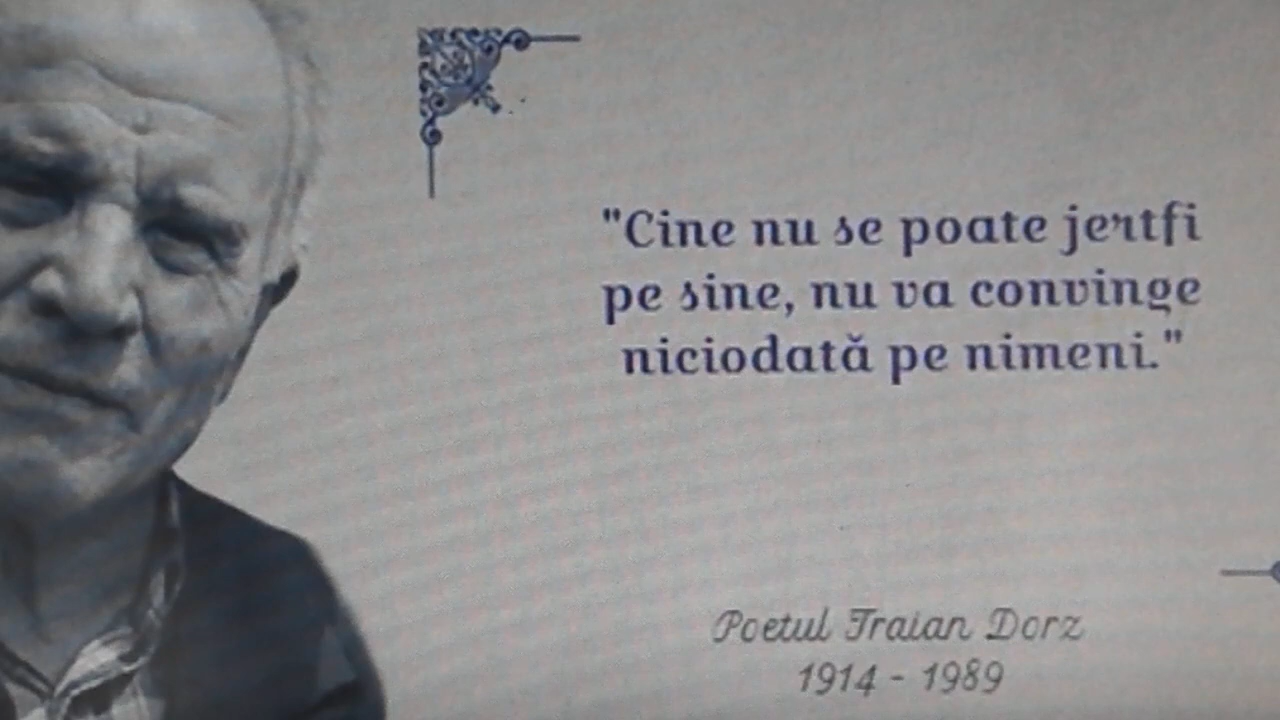 "Cine nu se poate jertfi
pe sine, nu va convinge
niciodată pe nimeni."
Poetul Traian Dorz
1914 - 1989